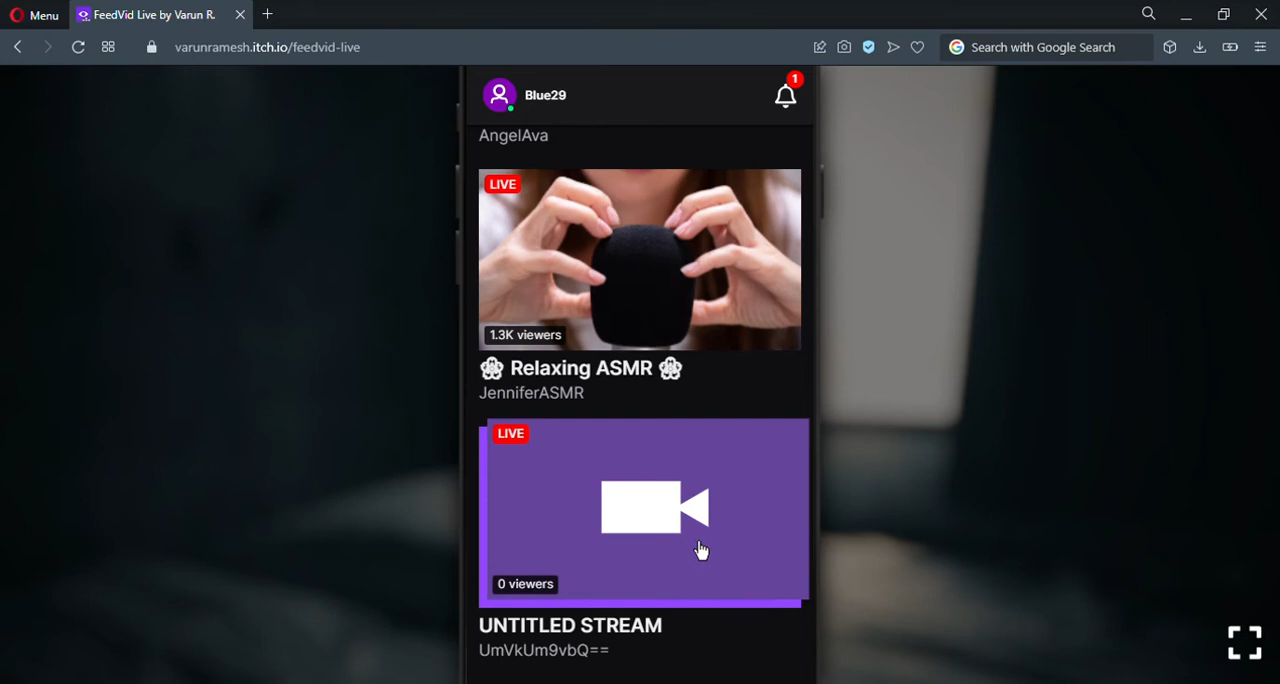 Menu
FeedVid Live by Varun R.
varunramesh.itch.io/feedvid-live
Search with Google Search
Blue29
1
AngelAva
LIVE
1.3K viewers
Relaxing ASMR
JenniferASMR
LIVE
0 viewers
UNTITLED STREAM
UmVkUm9vbQ==